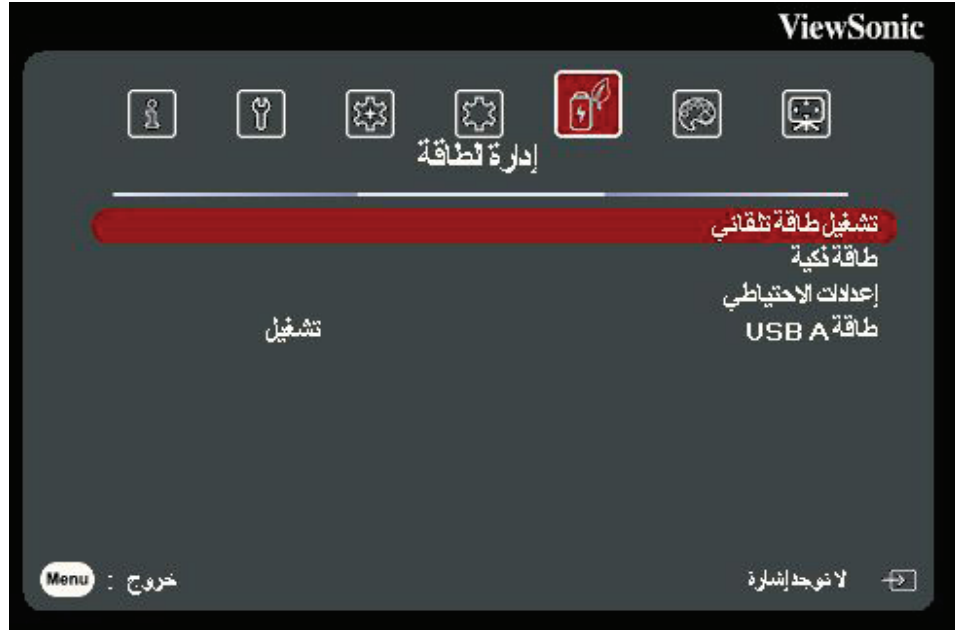 ViewSonic
إدارة الطاقة
تشغيل طاقة تلقائي
طاقة ذكية
إعدادات الاحتياطي
طاقة USB A تشغيل
لا توجد إشارة
خروج : Menu